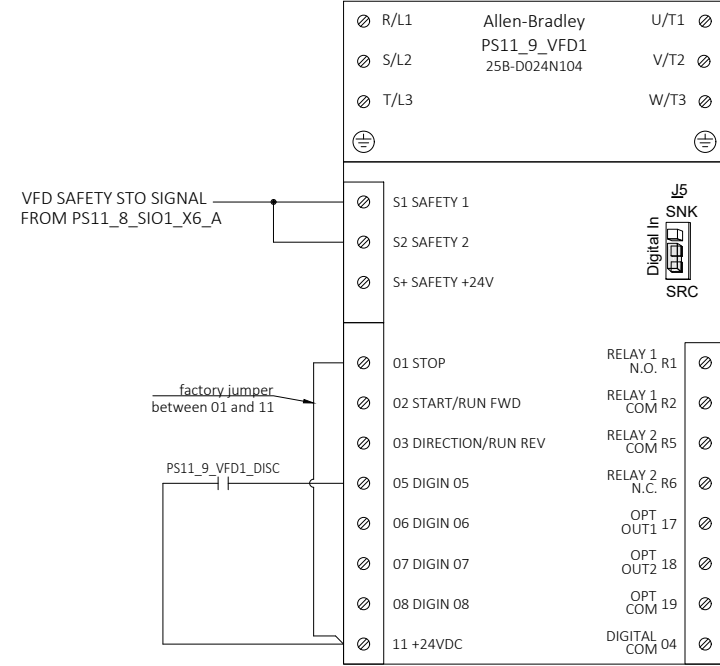 R/L1
Allen-Bradley
U/T1
PS11_9_VFD1
S/L2
25B-D024N104
V/T2
T/L3
W/T3
VFD SAFETY STO SIGNAL
FROM PS11_8_SIO1_X6_A
S1 SAFETY 1
S2 SAFETY 2
S+ SAFETY +24V
J5
SNK
Digital In
SRC
factory jumper
between 01 and 11
PS11_9_VFD1_DISC
01 STOP
02 START/RUN FWD
03 DIRECTION/RUN REV
05 DIGIN 05
06 DIGIN 06
07 DIGIN 07
08 DIGIN 08
11 +24VDC
RELAY 1
N.O. R1
RELAY 1
COM R2
RELAY 2
COM R5
RELAY 2
N.C. R6
OPT
OUT1 17
OPT
OUT2 18
OPT
COM 19
DIGITAL
COM 04